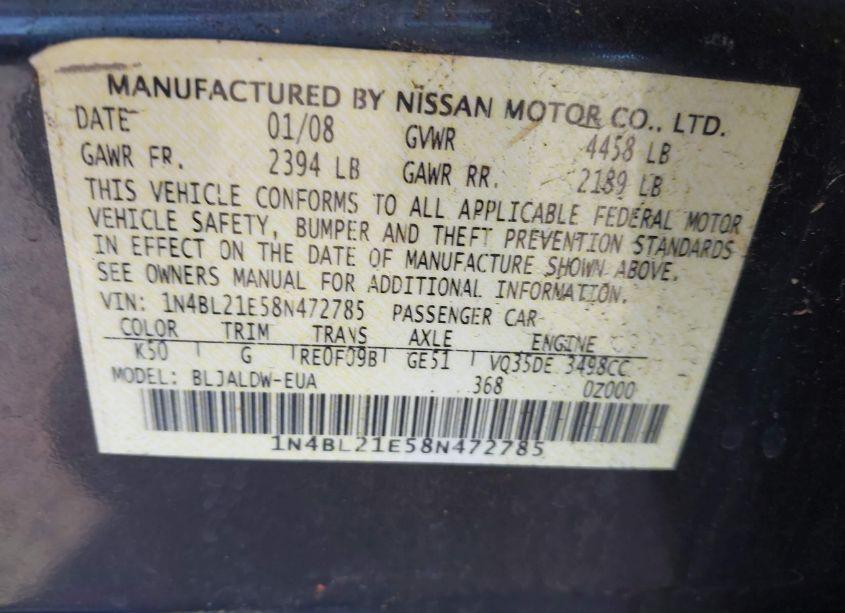 MANUFACTURED BY NISSAN MOTOR CO., LTD.
DATE 01/08 GVWR 4458 LB
GAWR FR. 2394 LB GAWR RR. 2189 LB
THIS VEHICLE CONFORMS TO ALL APPLICABLE FEDERAL MOTOR
VEHICLE SAFETY, BUMPER AND THEFT PREVENTION STANDARDS
IN EFFECT ON THE DATE OF MANUFACTURE SHOWN ABOVE.
SEE OWNERS MANUAL FOR ADDITIONAL INFORMATION.
VIN: 1N4BL21E58N472785 PASSENGER CAR
COLOR TRIM TRANS AXLE ENGINE
K50 G RE0F09B GE51 VQ35DE 3498CC
MODEL: BLJALDW-EUA 368 0Z000
1N4BL21E58N472785